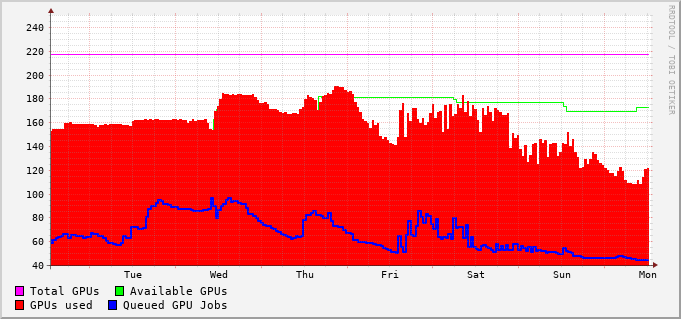 RRDTOOL / TOBI OETIKER
240
220
200
180
160
140
120
100
80
60
40
Tue Wed Thu Fri Sat Sun Mon
Total GPUs Available GPUs
GPUs used Queued GPU Jobs